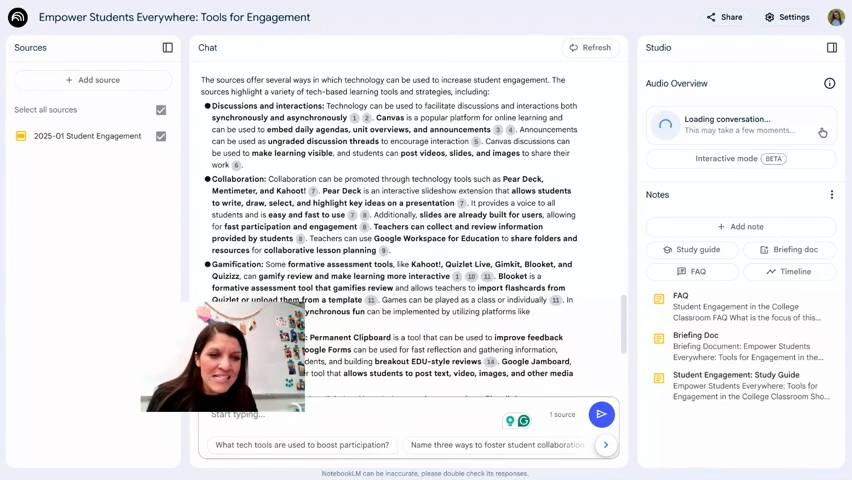 Empower Students Everywhere: Tools for Engagement
Share
Settings
Sources
Add source
Select all sources
2025-01 Student Engagement
Chat
Refresh
The sources offer several ways in which technology can be used to increase student engagement. The
sources highlight a variety of tech-based learning tools and strategies, including:
●Discussions and interactions: Technology can be used to facilitate discussions and interactions both
synchronously and asynchronously 1 2. Canvas is a popular platform for online learning and
can be used to embed daily agendas, unit overviews, and announcements 3 4. Announcements
can be used as ungraded discussion threads to encourage interaction 5. Canvas discussions can
be used to make learning visible, and students can post videos, slides, and images to share their
work 6.
●Collaboration: Collaboration can be promoted through technology tools such as Pear Deck,
Mentimeter, and Kahoot! 7. Pear Deck is an interactive slideshow extension that allows students
to write, draw, select, and highlight key ideas on a presentation 7. It provides a voice to all
students and is easy and fast to use 7 8. Additionally, slides are already built for users, allowing
for fast participation and engagement 8. Teachers can collect and review information
provided by students 8. Teachers can use Google Workspace for Education to share folders and
resources for collaborative lesson planning 9.
●Gamification: Some formative assessment tools, like Kahoot!, Quizlet Live, Gimkit, Blooket, and
Quizizz, can gamify review and make learning more interactive 1 10 11. Blooket is a
formative assessment tool that gamifies review and allows teachers to import flashcards from
Quizlet or upload them from a template 11. Games can be played as a class or individually 11. In
ynchronous fun can be implemented by utilizing platforms like
Permanent Clipboard is a tool that can be used to improve feedback
oogle Forms can be used for fast reflection and gathering information,
dents, and building breakout EDU-style reviews 14. Google Jamboard,
r tool that allows students to post text, video, images, and other media
Start typing...
1 source
What tech tools are used to boost participation?
Name three ways to foster student collaboration
Studio
Audio Overview
Loading conversation...
This may take a few moments...
Interactive mode BETA
Notes
Add note
Study guide
Briefing doc
FAQ
Timeline
FAQ
Student Engagement in the College
Classroom FAQ What is the focus of this...
Briefing Doc
Briefing Document: Empower Students
Everywhere: Tools for Engagement in the...
Student Engagement: Study Guide
Empower Students Everywhere: Tools for
Engagement in the College Classroom Sho...
NotebookLM can be inaccurate, please double check its responses.